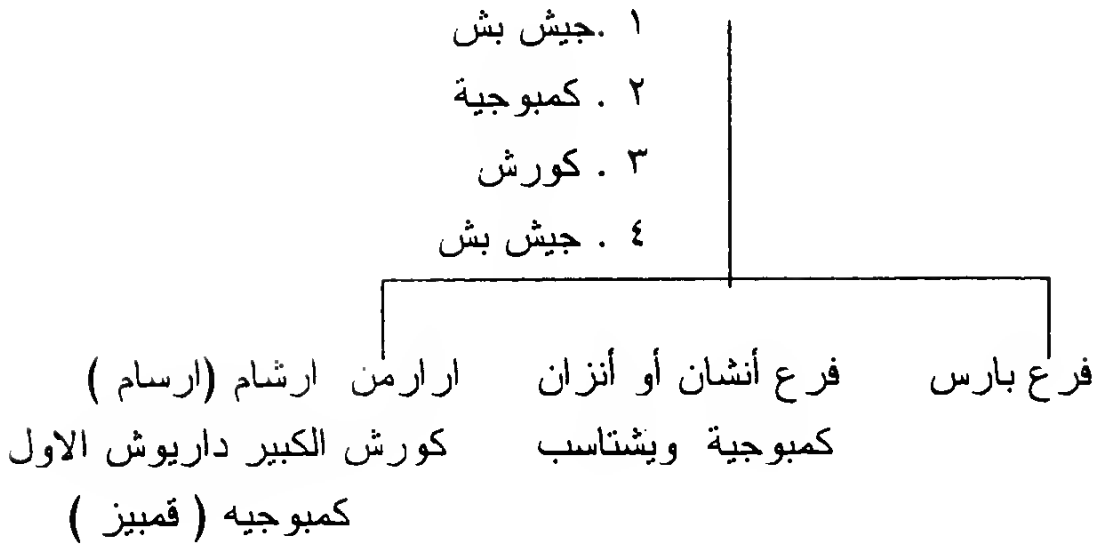 ١ .جيش بش
٢ . كمبوجية
٣ . كورش
٤ . جيش بش
فرع بارس فرع أنشان أو أنزان ارارمن ارشام (ارسام )
كمبوجية ويشتاسب كورش الكبير داريوش الاول
كمبوجيه ( قمبيز )